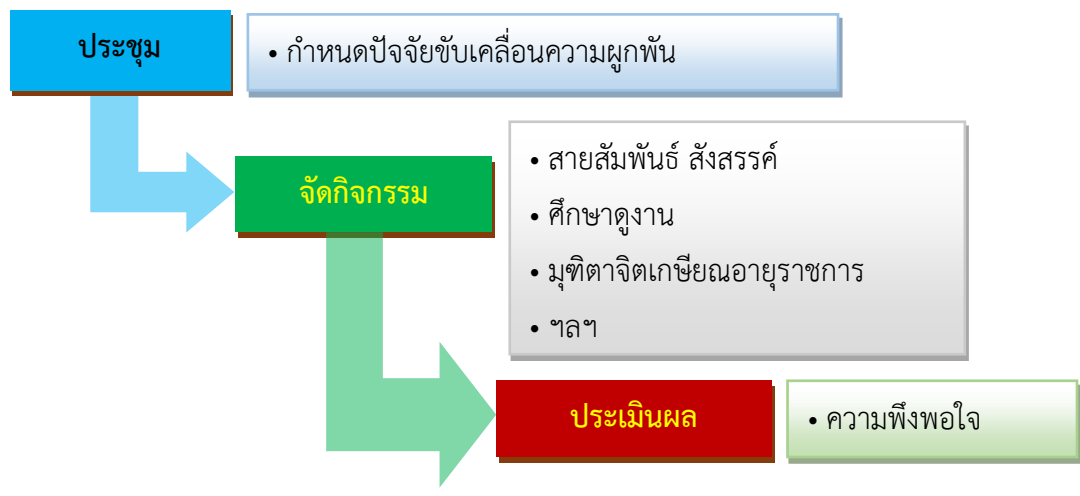 ประชุม
• กำหนดปัจจัยขับเคลื่อนความผูกพัน
จัดกิจกรรม
• สายสัมพันธ์ สังสรรค์
• ศึกษาดูงาน
• มุฑิตาจิตเกษียณอายุราชการ
• ฯลฯ
ประเมินผล
• ความพึงพอใจ